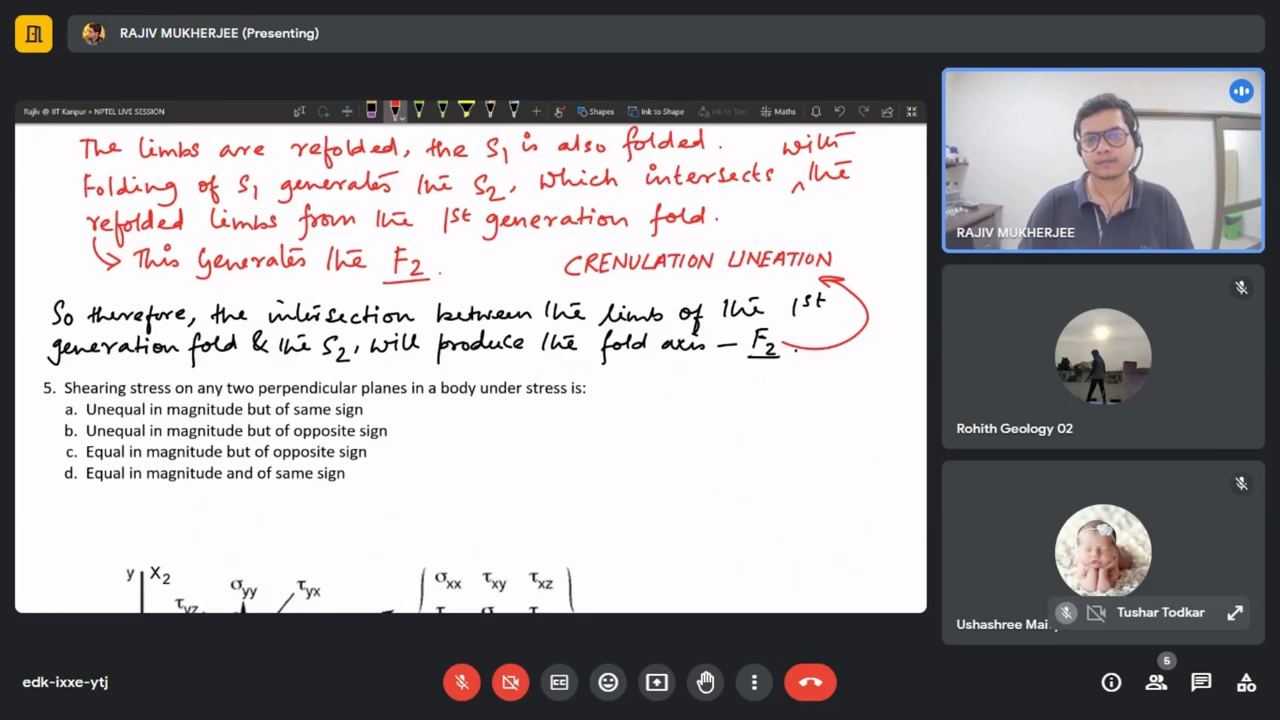 RAJIV MUKHERJEE (Presenting)
Rajiv @ IIT Kanpur > NPTEL LIVE SESSION
Shapes
Ink to Shape
Ink to Text
Maths
The limbs are refolded, the S1 is also folded. with
Folding of S1 generates the S2, which intersects ^ the
refolded limbs from the 1st generation fold.
↳ This Generates the F2.
CRENULATION LINEATION
So therefore, the intersection between the limb of the 1st
generation fold & the S2, will produce the fold axis – F2.
5. Shearing stress on any two perpendicular planes in a body under stress is:
a. Unequal in magnitude but of same sign
b. Unequal in magnitude but of opposite sign
c. Equal in magnitude but of opposite sign
d. Equal in magnitude and of same sign
y X2
σyy τyx
τyz
σxx τxy τxz
RAJIV MUKHERJEE
Rohith Geology 02
Tushar Todkar
edk-ixxe-ytj
CC
5